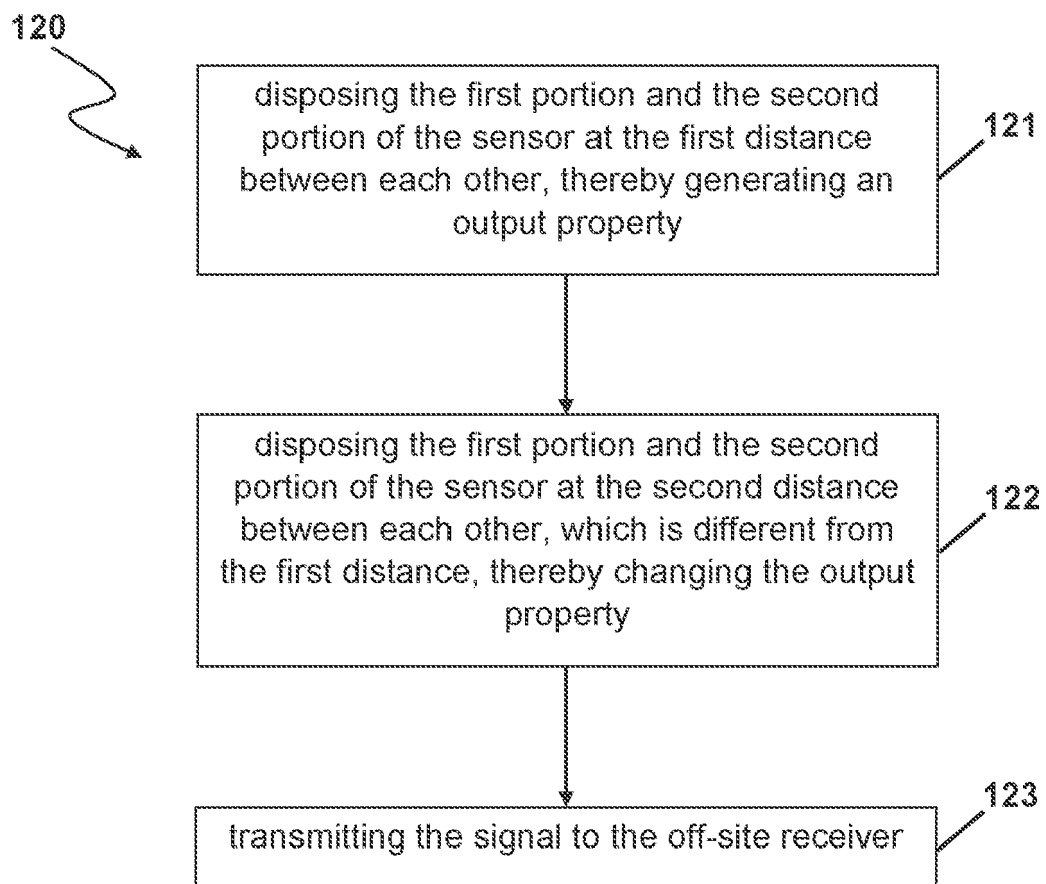 120
disposing the first portion and the second
portion of the sensor at the first distance
between each other, thereby generating an
output property
121
disposing the first portion and the second
portion of the sensor at the second distance
between each other, which is different from
the first distance, thereby changing the output
property
122
transmitting the signal to the off-site receiver
123